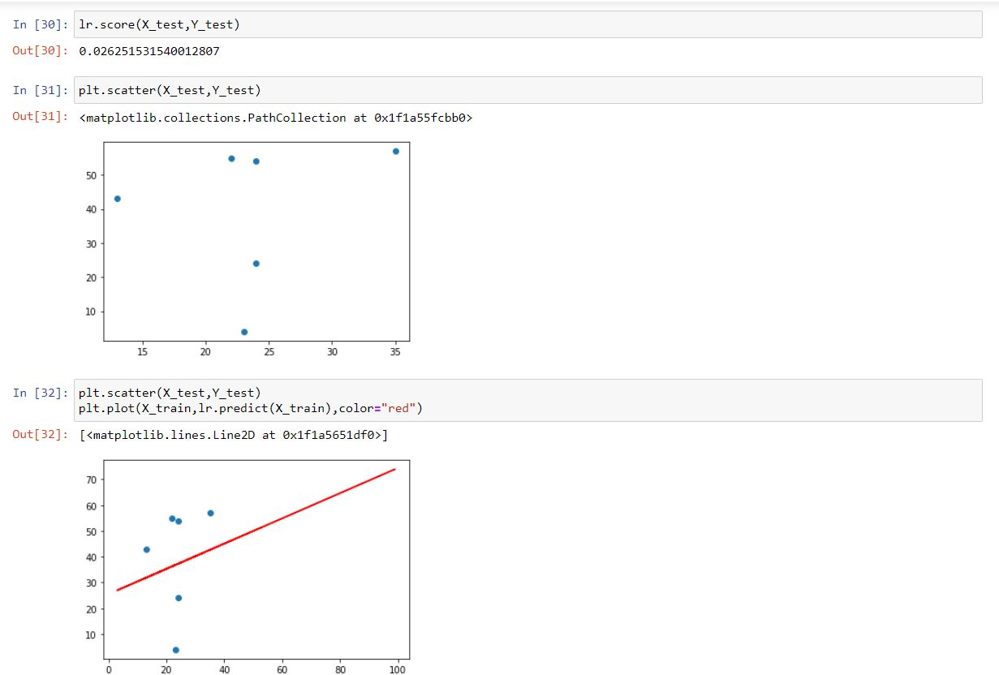 In [30]: lr.score(X_test,Y_test)
Out[30]: 0.026251531540012807
In [31]: plt.scatter(X_test,Y_test)
Out[31]: <matplotlib.collections.PathCollection at 0x1f1a55fcbb0>
50
40
30
20
10
15 20 25 30 35
In [32]: plt.scatter(X_test,Y_test)
plt.plot(X_train,lr.predict(X_train),color="red")
Out[32]: [<matplotlib.lines.Line2D at 0x1f1a5651df0>]
70
60
50
40
30
20
10
0 20 40 60 80 100